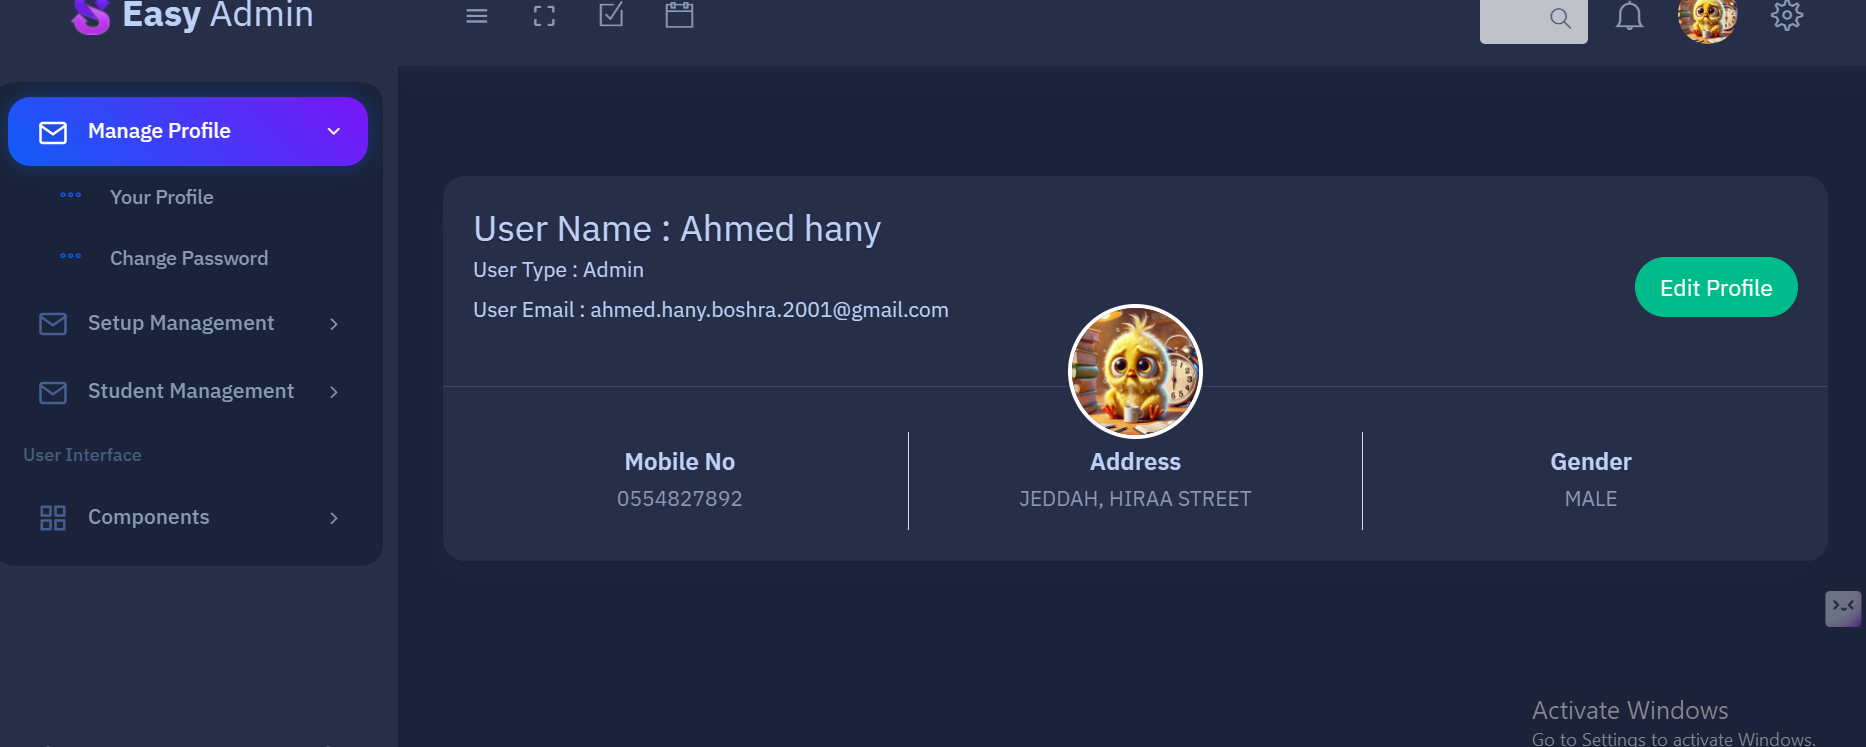 Easy Admin
Manage Profile
Your Profile
Change Password
Setup Management
Student Management
User Interface
Components
User Name : Ahmed hany
User Type : Admin
User Email : ahmed.hany.boshra.2001@gmail.com
Edit Profile
Mobile No
0554827892
Address
JEDDAH, HIRAA STREET
Gender
MALE
Activate Windows
Go to Settings to activate Windows.